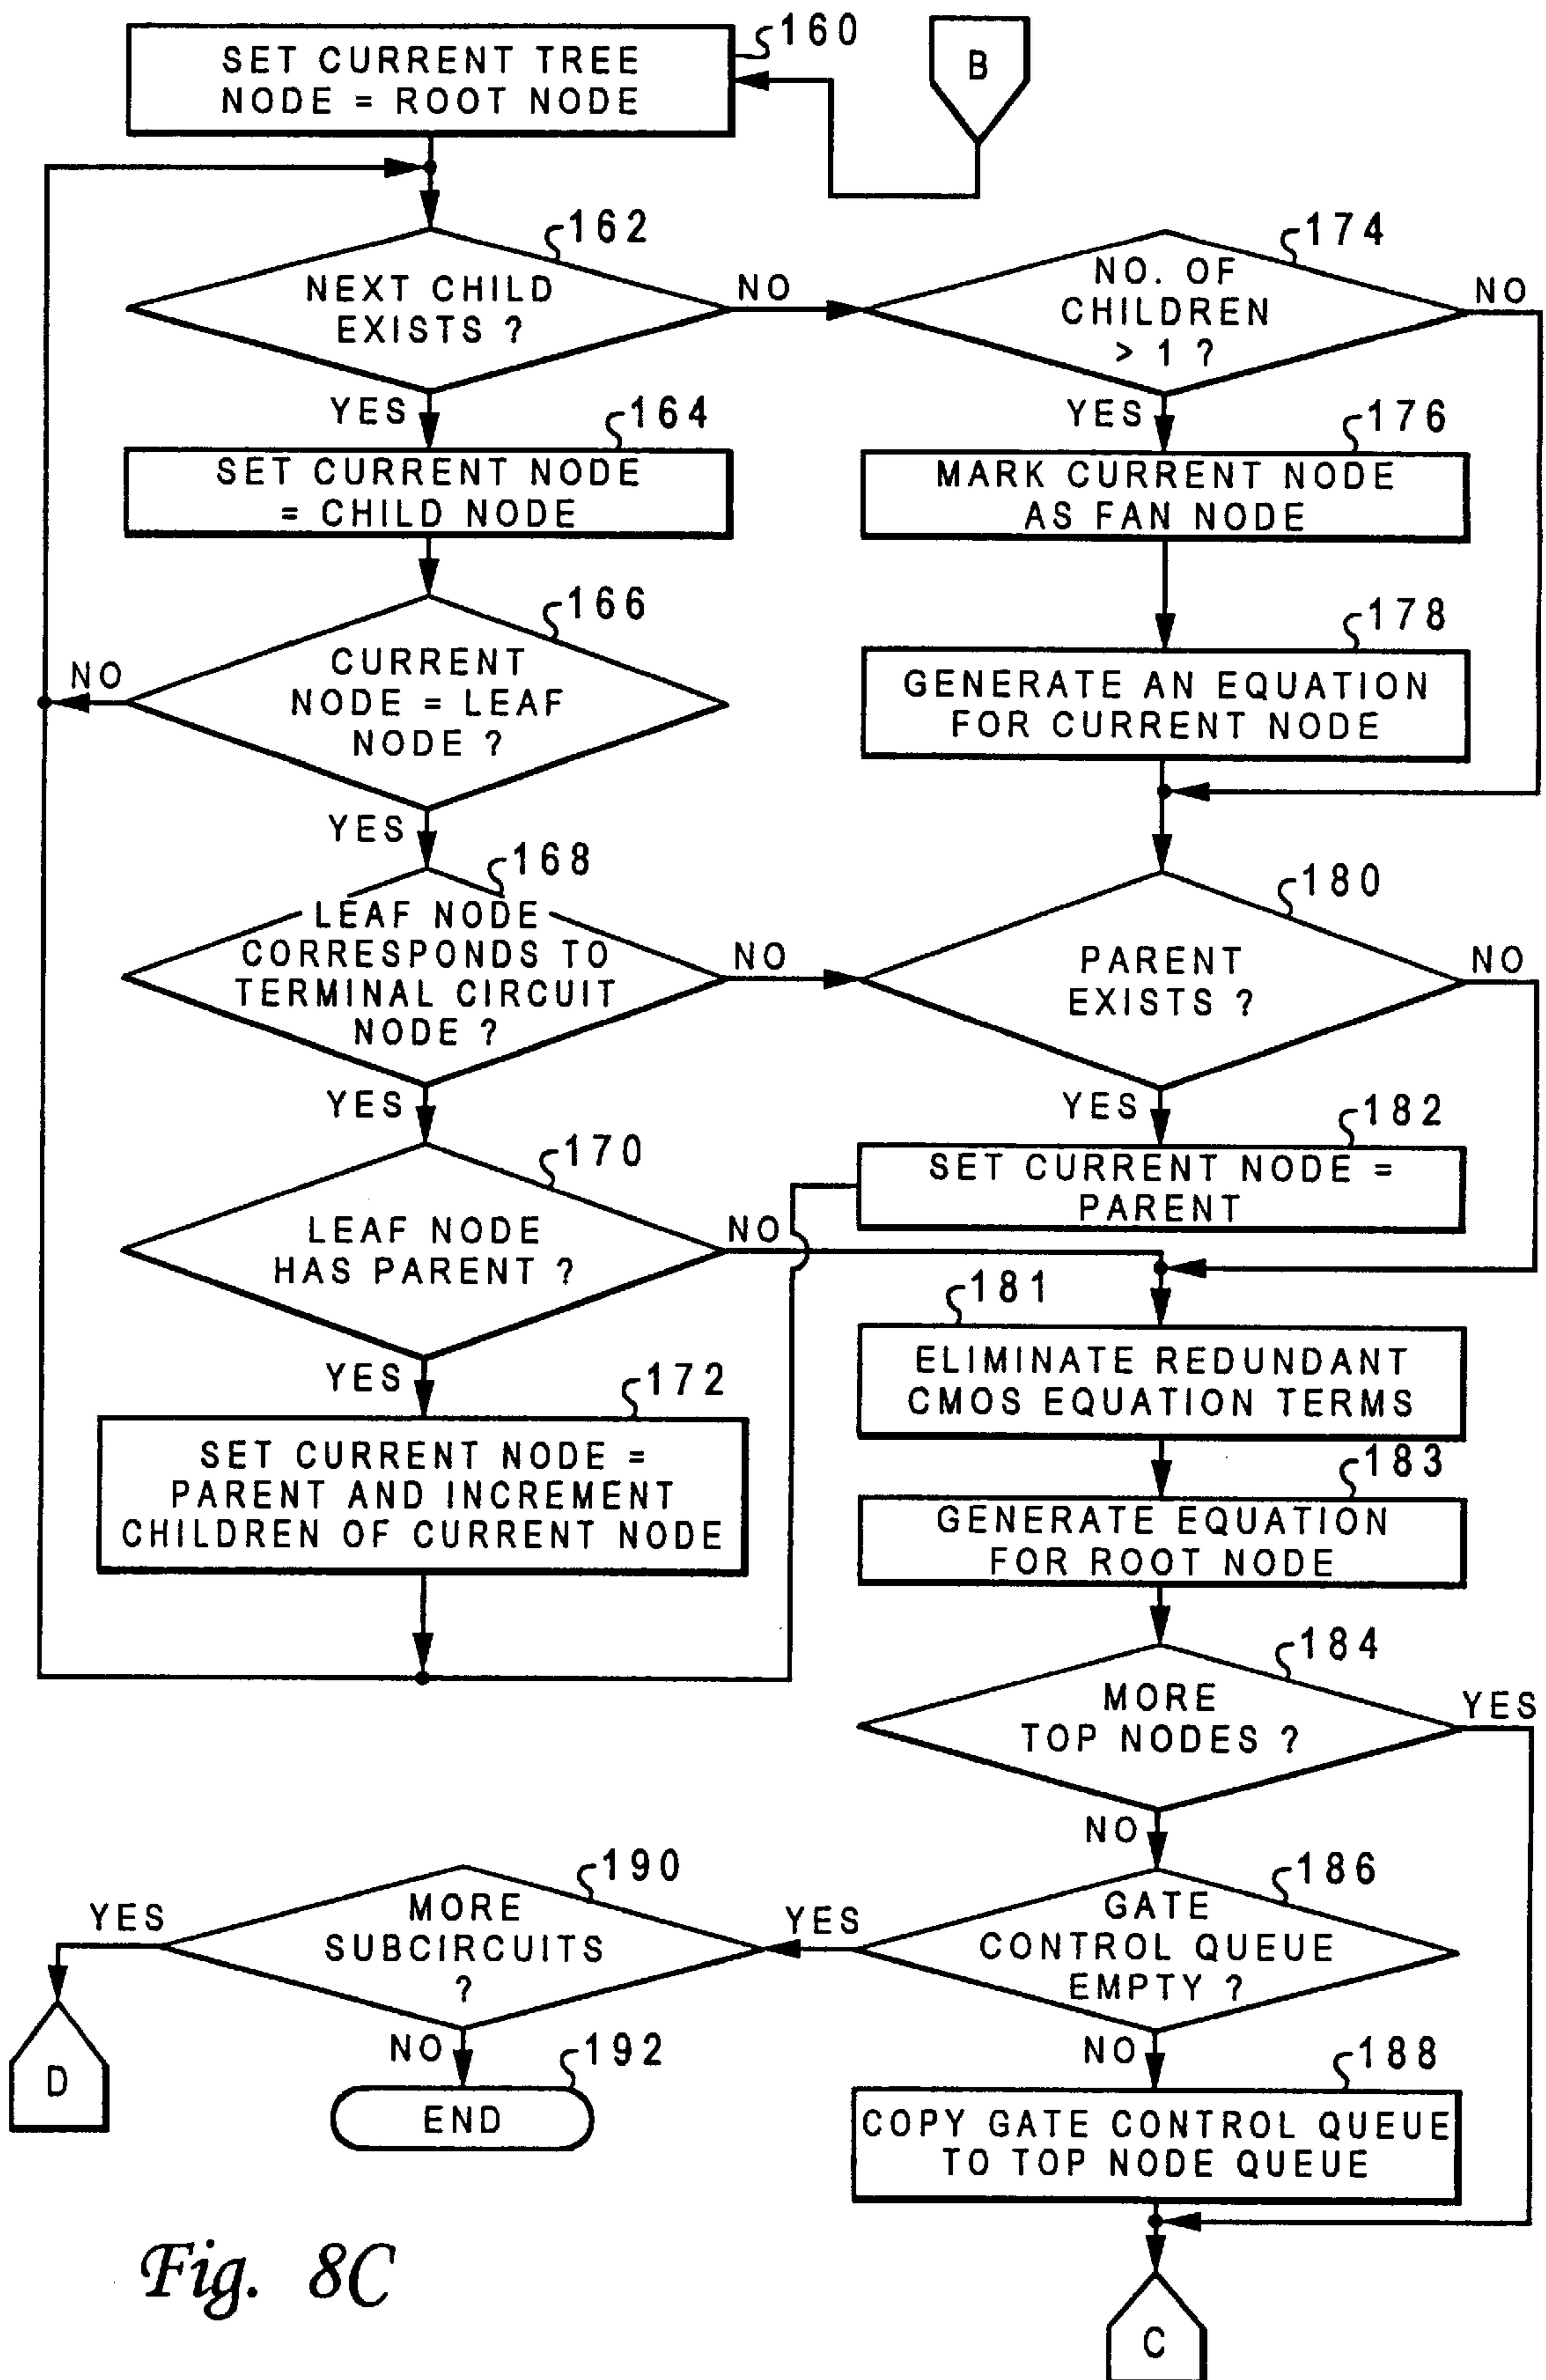 SET CURRENT TREE
NODE = ROOT NODE
160
B
162
NEXT CHILD
EXISTS ?
NO
YES
174
NO. OF
CHILDREN
> 1 ?
NO
YES
164
SET CURRENT NODE
= CHILD NODE
176
MARK CURRENT NODE
AS FAN NODE
166
CURRENT
NODE = LEAF
NODE ?
NO
YES
178
GENERATE AN EQUATION
FOR CURRENT NODE
168
LEAF NODE
CORRESPONDS TO
TERMINAL CIRCUIT
NODE ?
NO
YES
180
PARENT
EXISTS ?
NO
YES
182
SET CURRENT NODE =
PARENT
170
LEAF NODE
HAS PARENT ?
NO
YES
181
ELIMINATE REDUNDANT
CMOS EQUATION TERMS
172
SET CURRENT NODE =
PARENT AND INCREMENT
CHILDREN OF CURRENT NODE
183
GENERATE EQUATION
FOR ROOT NODE
184
MORE
TOP NODES ?
YES
NO
186
GATE
CONTROL QUEUE
EMPTY ?
YES
NO
190
MORE
SUBCIRCUITS
?
YES
NO
D
192
END
188
COPY GATE CONTROL QUEUE
TO TOP NODE QUEUE
C
Fig. 8C